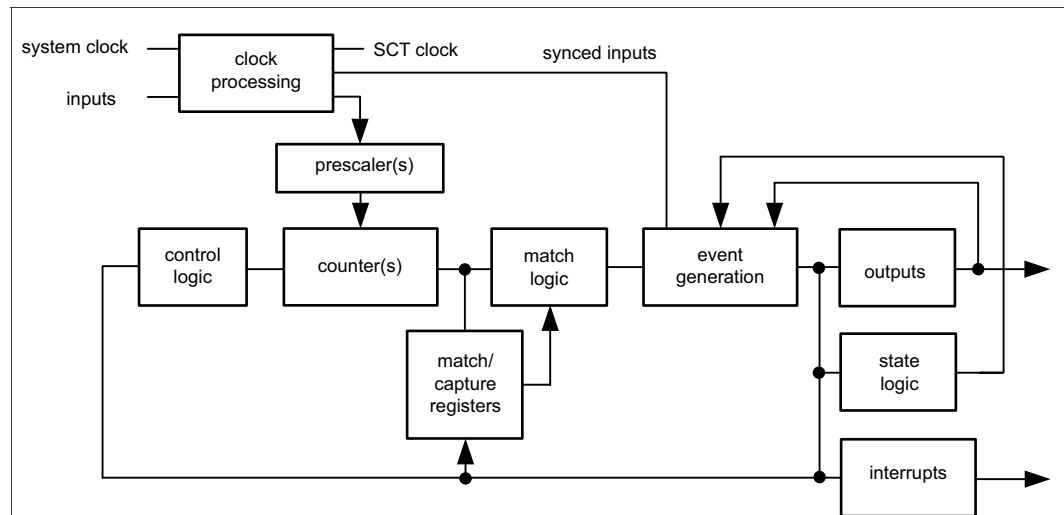 system clock
inputs
clock
processing
SCT clock
synced inputs
prescaler(s)
control
logic
counter(s)
match
logic
event
generation
outputs
match/
capture
registers
state
logic
interrupts